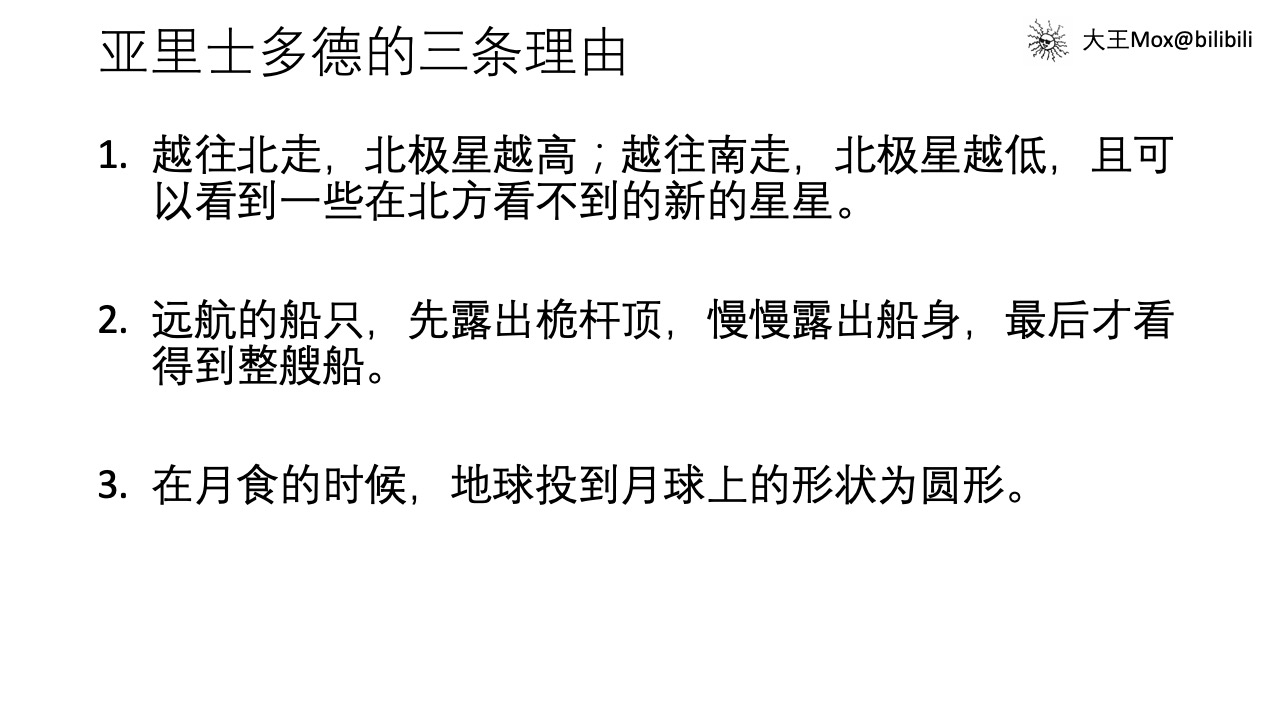 亚里士多德的三条理由
大王Mox@bilibili
1. 越往北走，北极星越高；越往南走，北极星越低，且可
以看到一些在北方看不到的新的星星。
2. 远航的船只，先露出桅杆顶，慢慢露出船身，最后才看
得到整艘船。
3. 在月食的时候，地球投到月球上的形状为圆形。